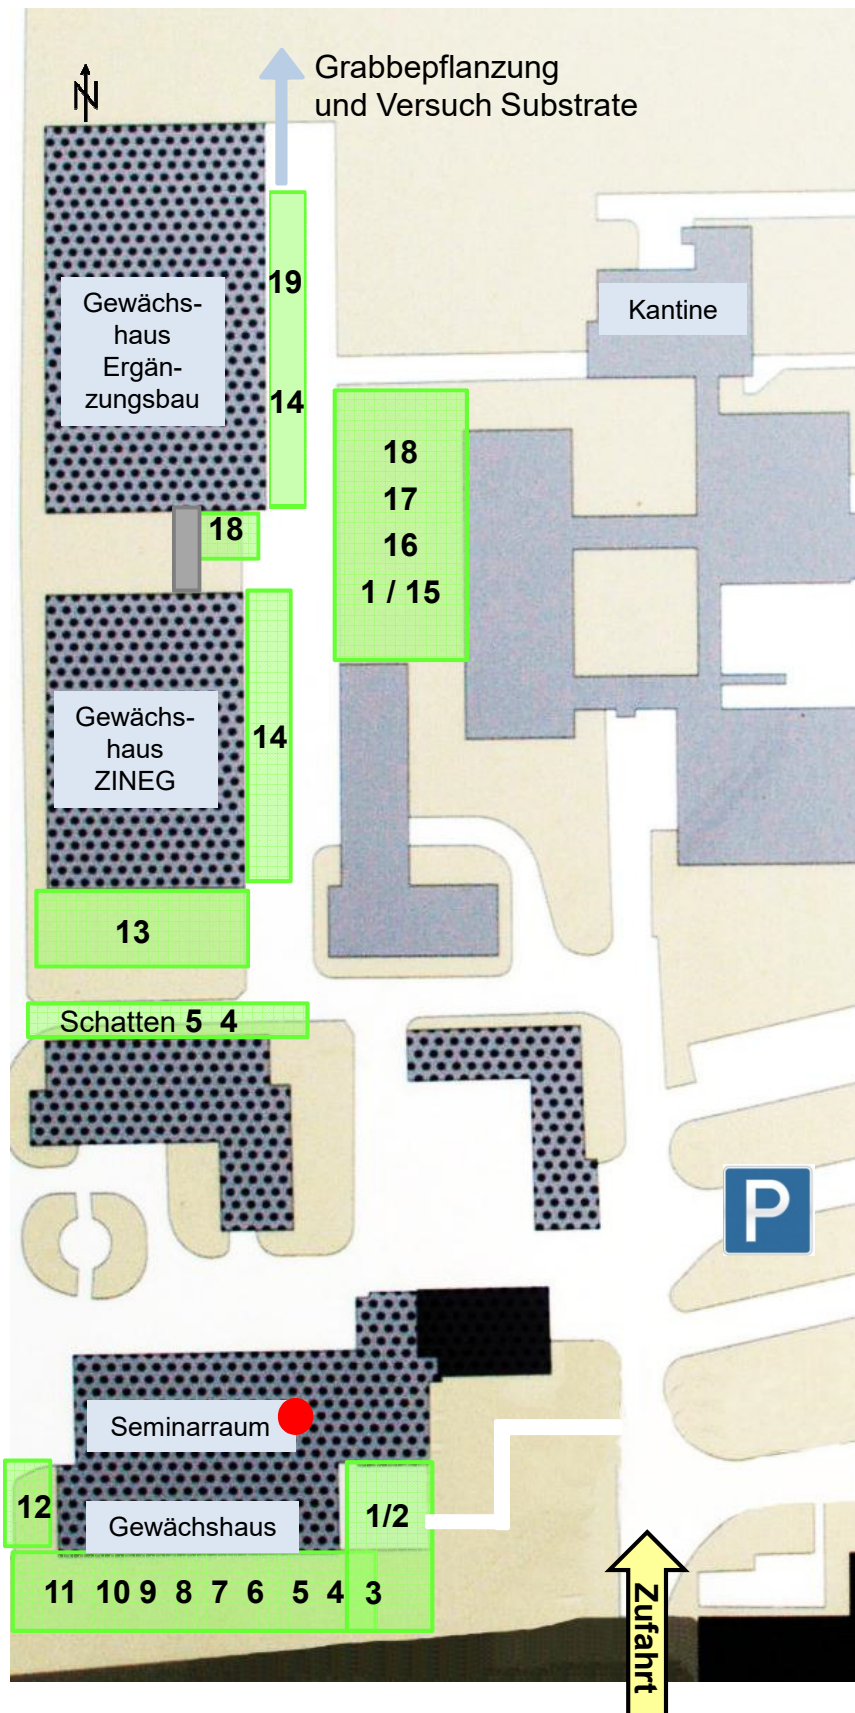 Grabbepflanzung
und Versuch Substrate
N
19
Gewächs-
haus
Ergän-
zungsbau
Kantine
14
18
17
16
1 / 15
18
Gewächs-
haus
ZINEG
14
13
Schatten 5 4
P
Seminarraum
12
Gewächshaus
1/2
11 10 9 8 7 6 5 4 3
Zufahrt